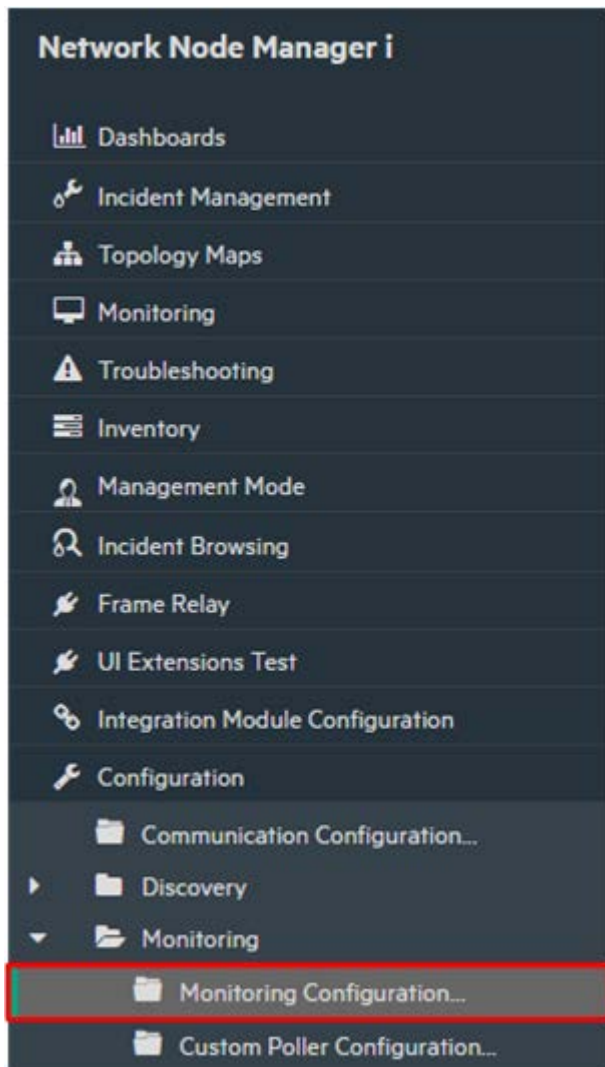 Network Node Manager i
Dashboards
Incident Management
Topology Maps
Monitoring
Troubleshooting
Inventory
Management Mode
Incident Browsing
Frame Relay
UI Extensions Test
Integration Module Configuration
Configuration
Communication Configuration...
Discovery
Monitoring
Monitoring Configuration...
Custom Poller Configuration...